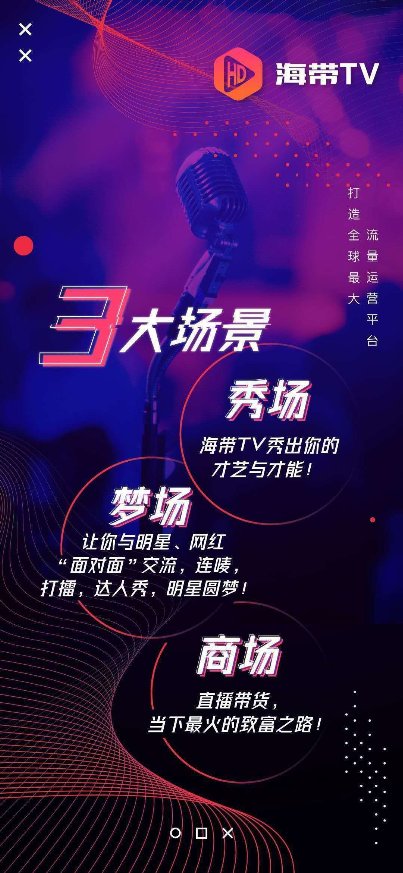 HD
海带TV
打造全球最大
流量运营平台
3大场景
秀场
海带TV秀出你的
才艺与才能！
梦场
让你与明星、网红
“面对面”交流，连唛，
打播，达人秀，明星圆梦！
商场
直播带货，
当下最火的致富之路！